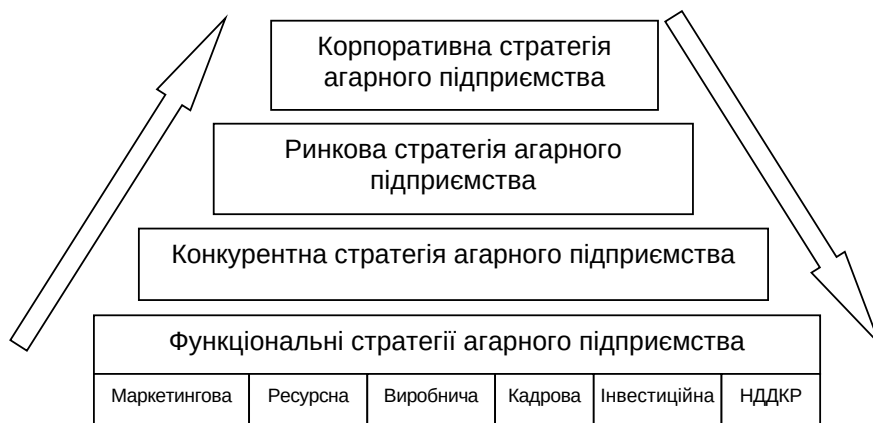 Корпоративна стратегія
агарного підприємства
Ринкова стратегія агарного
підприємства
Конкурентна стратегія агарного підприємства
Функціональні стратегії агарного підприємства
Маркетингова Ресурсна Виробнича Кадрова Інвестиційна НДДКР